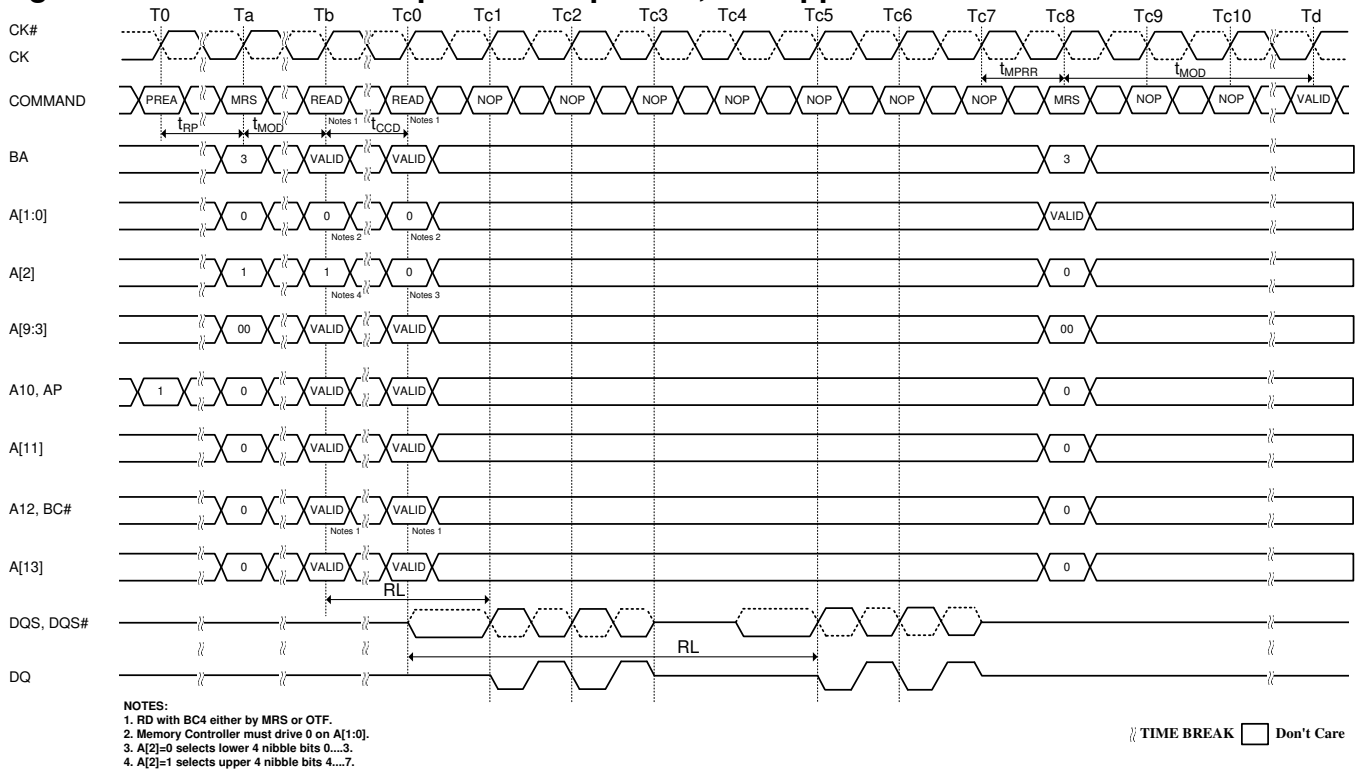 T0 Ta Tb Tc0 Tc1 Tc2 Tc3 Tc4 Tc5 Tc6 Tc7 Tc8 Tc9 Tc10 Td
CK#
CK
tMPRR tMOD
COMMAND PREA MRS READ READ NOP NOP NOP NOP NOP NOP NOP MRS NOP NOP VALID
Notes 1 Notes 1
tRP tMOD tCCD
BA 3 VALID VALID 3
A[1:0] 0 0 0 VALID
Notes 2 Notes 2
A[2] 1 1 0 0
Notes 4 Notes 3
A[9:3] 00 VALID VALID 00
A10, AP 1 0 VALID VALID 0
A[11] 0 VALID VALID 0
A12, BC# 0 VALID VALID 0
Notes 1 Notes 1
A[13] 0 VALID VALID 0
RL
DQS, DQS#
RL
DQ
NOTES:
1. RD with BC4 either by MRS or OTF.
2. Memory Controller must drive 0 on A[1:0].
3. A[2]=0 selects lower 4 nibble bits 0....3.
4. A[2]=1 selects upper 4 nibble bits 4....7.
TIME BREAK Don't Care